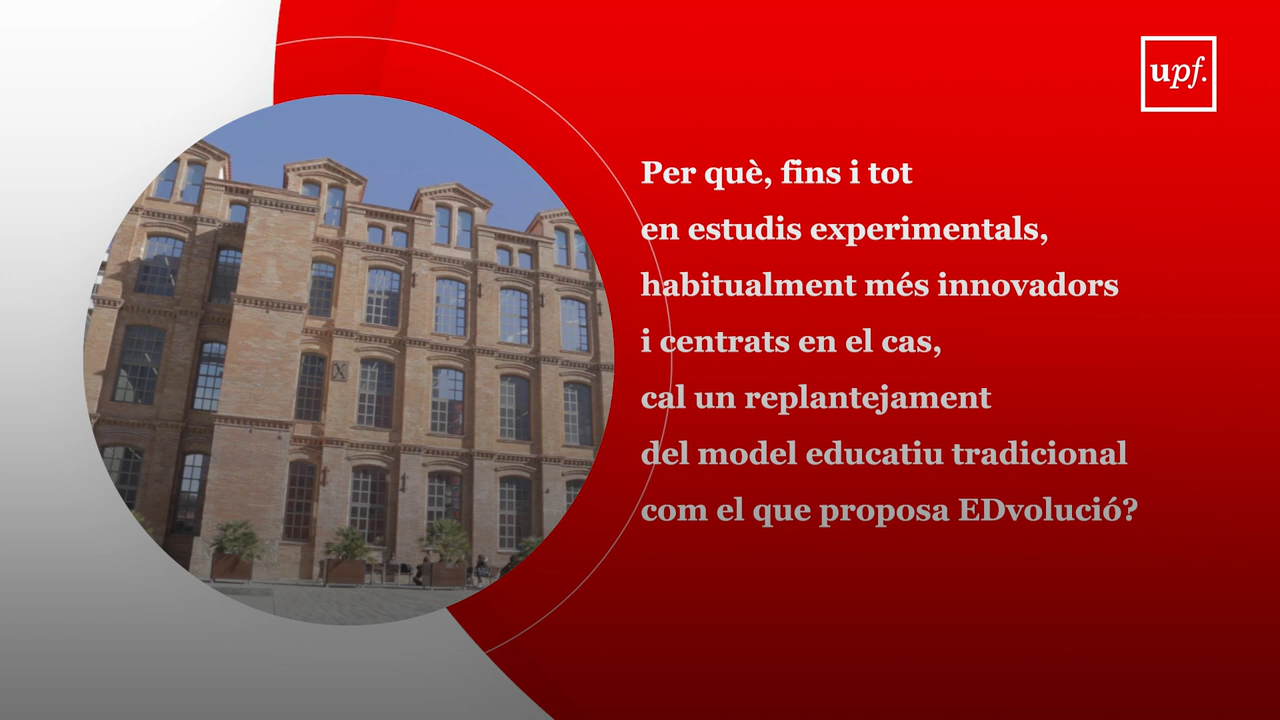 upf.
Per què, fins i tot
en estudis experimentals,
habitualment més innovadors
i centrats en el cas,
cal un replantejament
del model educatiu tradicional
com el que proposa EDvolució?